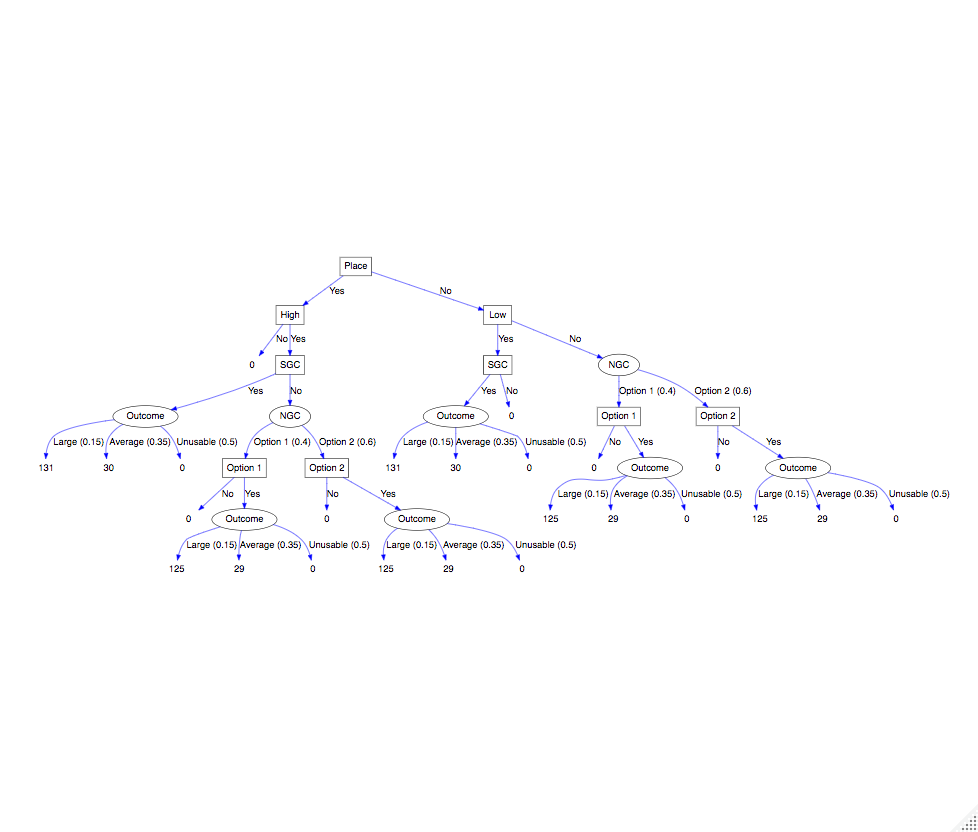 Place
Yes No
High Low
No Yes Yes No
0 SGC SGC NGC
Yes No Yes No Option 1 (0.4) Option 2 (0.6)
Outcome NGC Outcome 0 Option 1 Option 2
Large (0.15) Average (0.35) Unusable (0.5) Option 1 (0.4) Option 2 (0.6) Large (0.15) Average (0.35) Unusable (0.5) No Yes No Yes
131 30 0 Option 1 Option 2 131 30 0 0 Outcome 0 Outcome
No Yes No Yes Large (0.15) Average (0.35) Unusable (0.5) Large (0.15) Average (0.35) Unusable (0.5)
0 Outcome 0 Outcome 125 29 0 125 29 0
Large (0.15) Average (0.35) Unusable (0.5) Large (0.15) Average (0.35) Unusable (0.5)
125 29 0 125 29 0